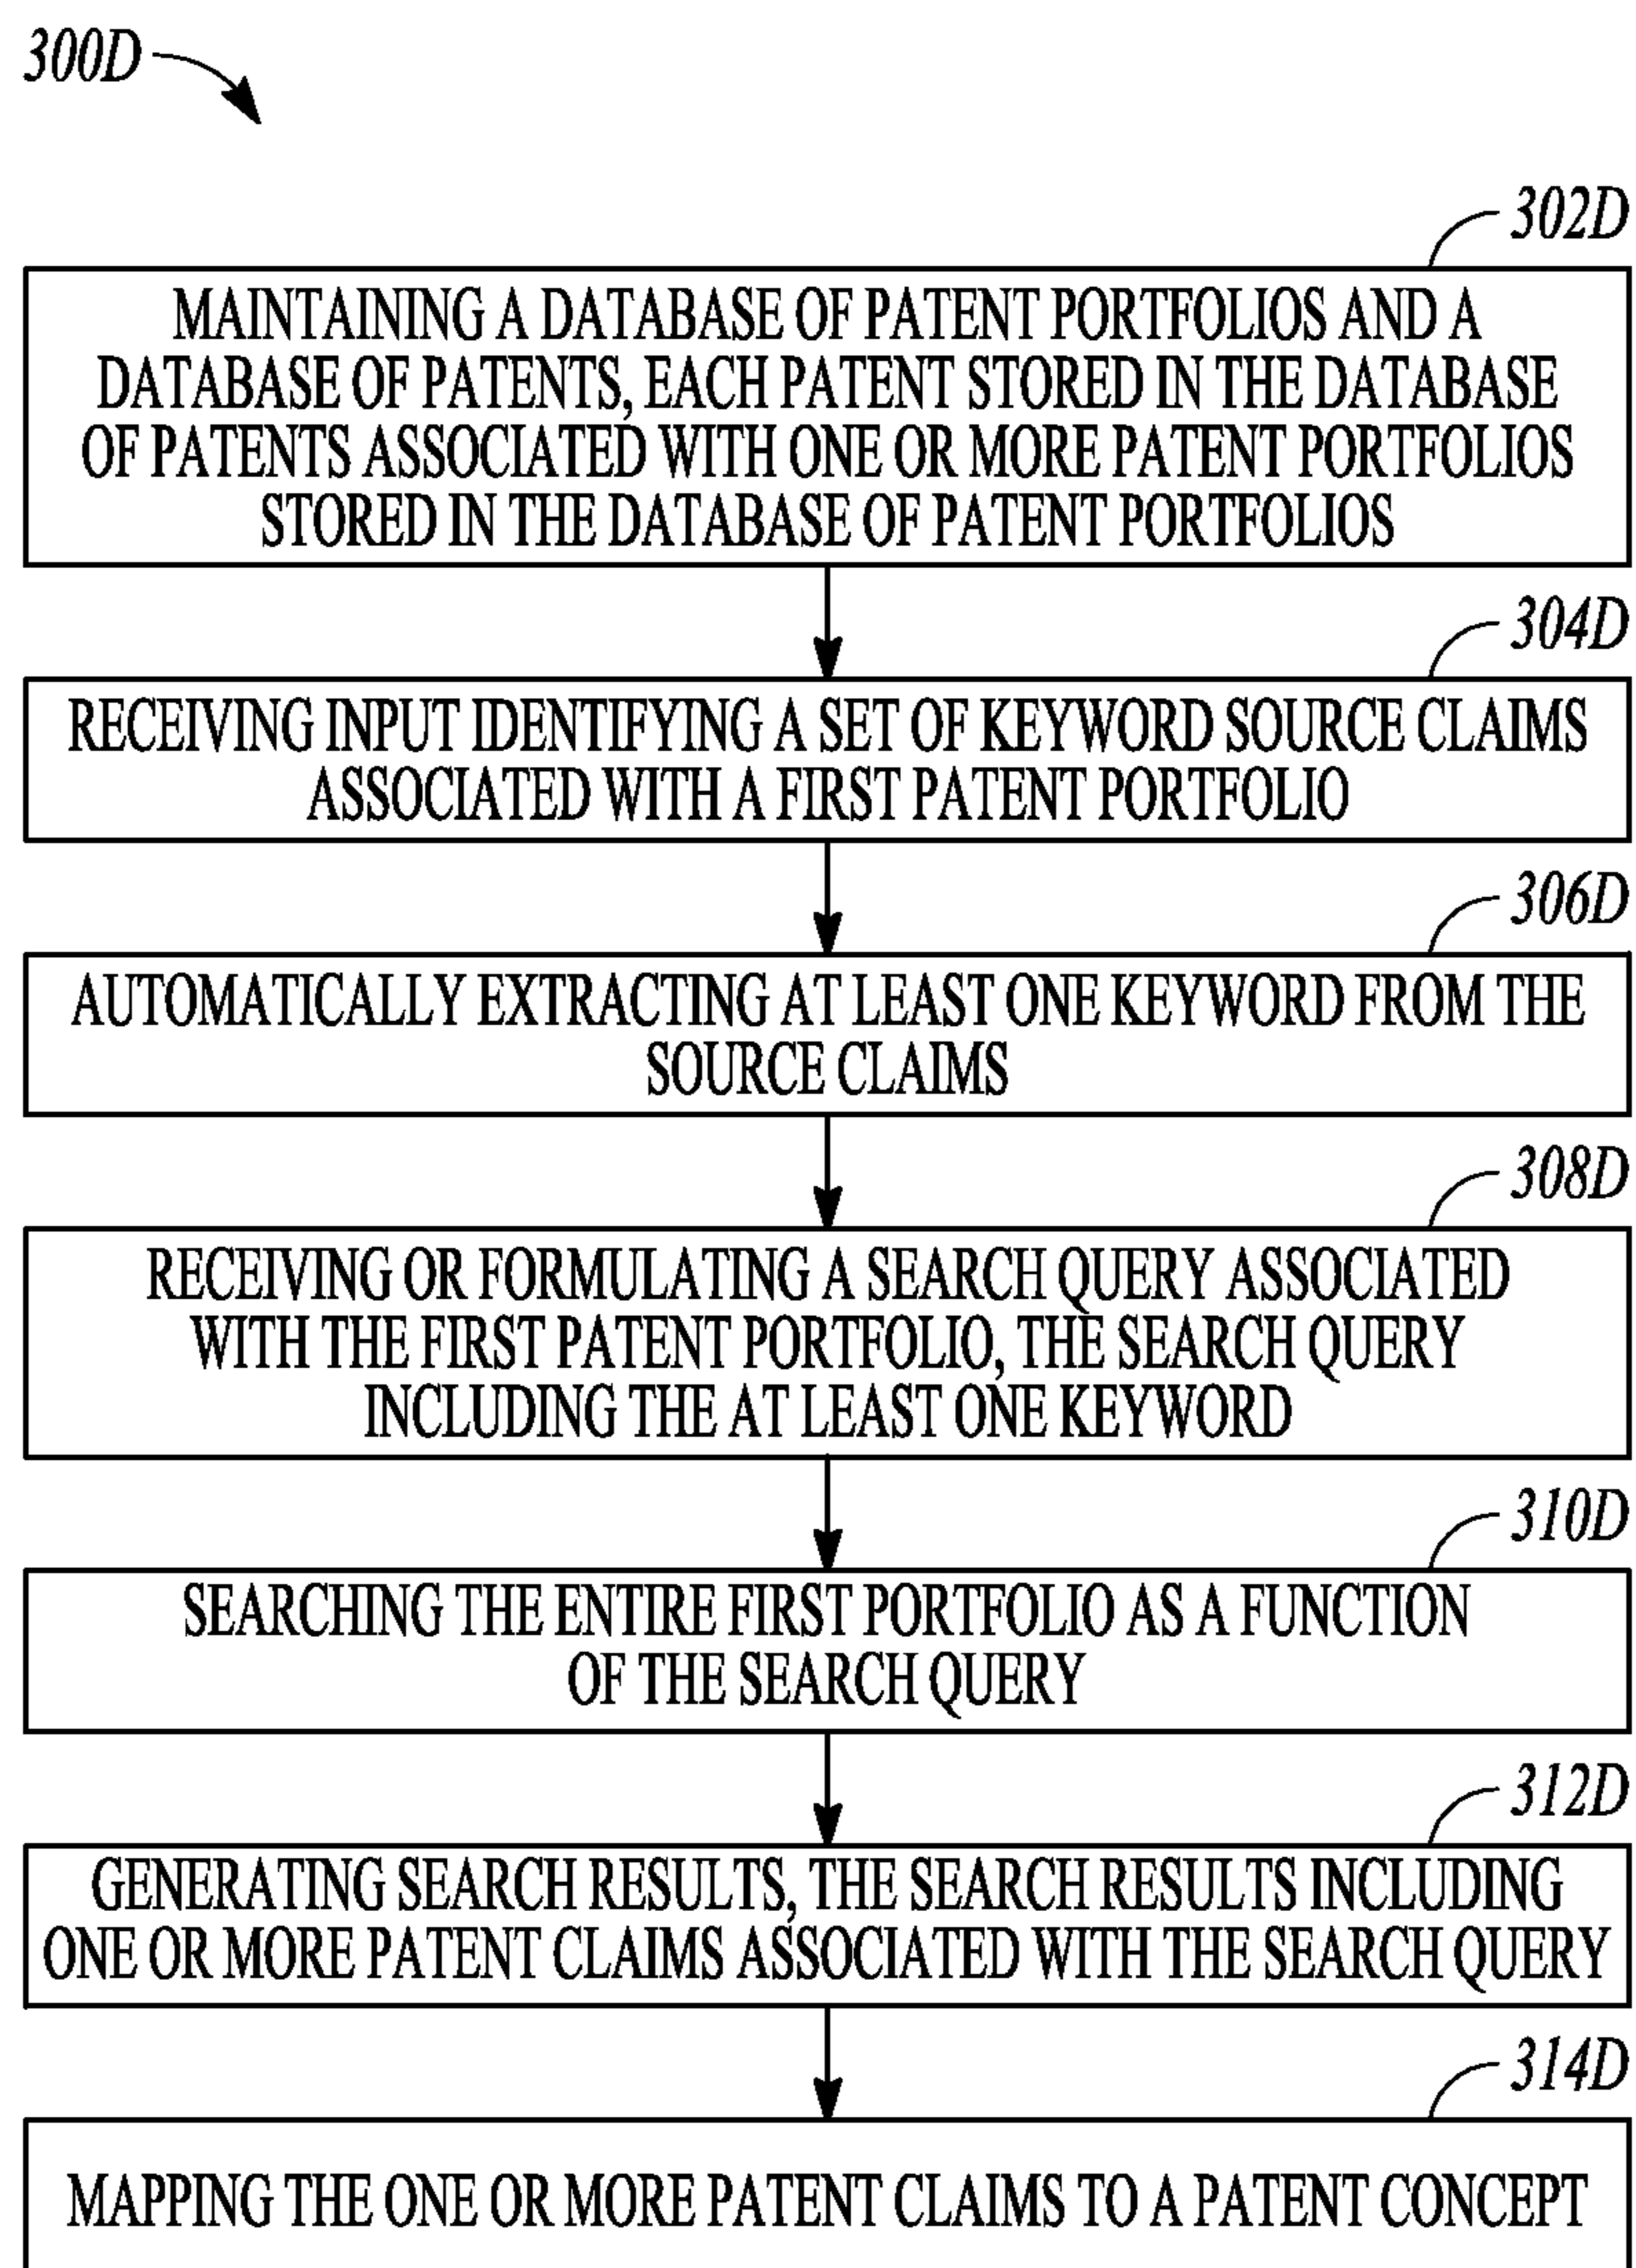 300D
302D
MAINTAINING A DATABASE OF PATENT PORTFOLIOS AND A
DATABASE OF PATENTS, EACH PATENT STORED IN THE DATABASE
OF PATENTS ASSOCIATED WITH ONE OR MORE PATENT PORTFOLIOS
STORED IN THE DATABASE OF PATENT PORTFOLIOS
304D
RECEIVING INPUT IDENTIFYING A SET OF KEYWORD SOURCE CLAIMS
ASSOCIATED WITH A FIRST PATENT PORTFOLIO
306D
AUTOMATICALLY EXTRACTING AT LEAST ONE KEYWORD FROM THE
SOURCE CLAIMS
308D
RECEIVING OR FORMULATING A SEARCH QUERY ASSOCIATED
WITH THE FIRST PATENT PORTFOLIO, THE SEARCH QUERY
INCLUDING THE AT LEAST ONE KEYWORD
310D
SEARCHING THE ENTIRE FIRST PORTFOLIO AS A FUNCTION
OF THE SEARCH QUERY
312D
GENERATING SEARCH RESULTS, THE SEARCH RESULTS INCLUDING
ONE OR MORE PATENT CLAIMS ASSOCIATED WITH THE SEARCH QUERY
314D
MAPPING THE ONE OR MORE PATENT CLAIMS TO A PATENT CONCEPT